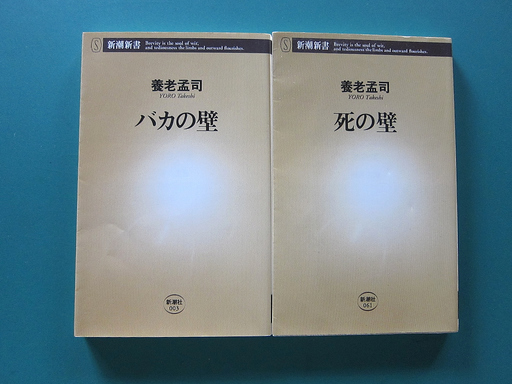 新潮新書
Brevity is the soul of wit,
and tediousness the limbs and outward flourishes.
養老孟司
YORO Takeshi
バカの壁
新潮社
003
新潮新書
Brevity is the soul of wit,
and tediousness the limbs and outward flourishes.
養老孟司
YORO Takeshi
死の壁
新潮社
061